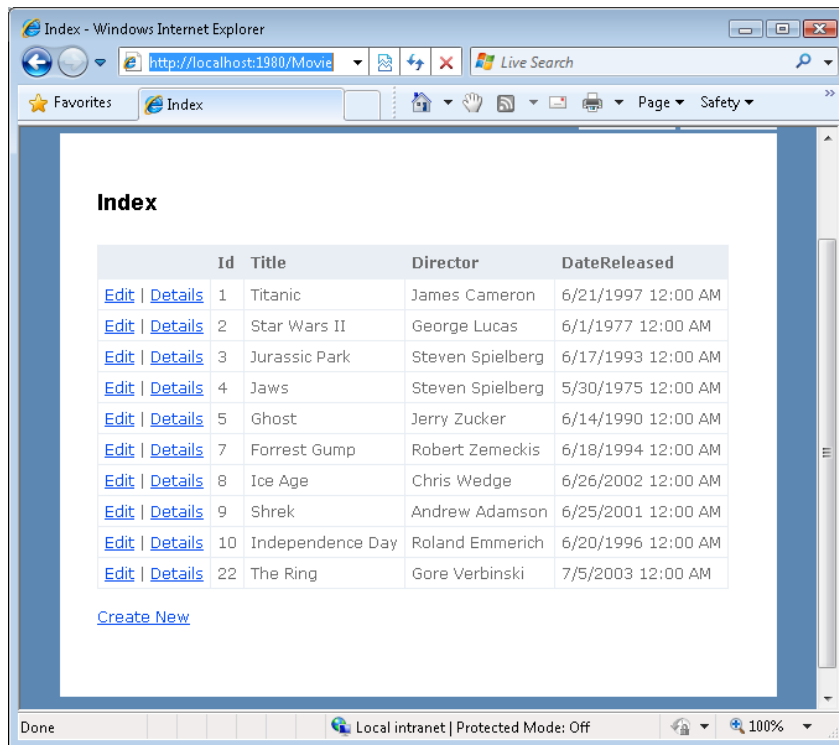 Index - Windows Internet Explorer
http://localhost:1980/Movie
Live Search
Favorites Index Page Safety »
Index
Id Title Director DateReleased
Edit | Details 1 Titanic James Cameron 6/21/1997 12:00 AM
Edit | Details 2 Star Wars II George Lucas 6/1/1977 12:00 AM
Edit | Details 3 Jurassic Park Steven Spielberg 6/17/1993 12:00 AM
Edit | Details 4 Jaws Steven Spielberg 5/30/1975 12:00 AM
Edit | Details 5 Ghost Jerry Zucker 6/14/1990 12:00 AM
Edit | Details 7 Forrest Gump Robert Zemeckis 6/18/1994 12:00 AM
Edit | Details 8 Ice Age Chris Wedge 6/26/2002 12:00 AM
Edit | Details 9 Shrek Andrew Adamson 6/25/2001 12:00 AM
Edit | Details 10 Independence Day Roland Emmerich 6/20/1996 12:00 AM
Edit | Details 22 The Ring Gore Verbinski 7/5/2003 12:00 AM
Create New
Done Local intranet | Protected Mode: Off 100%